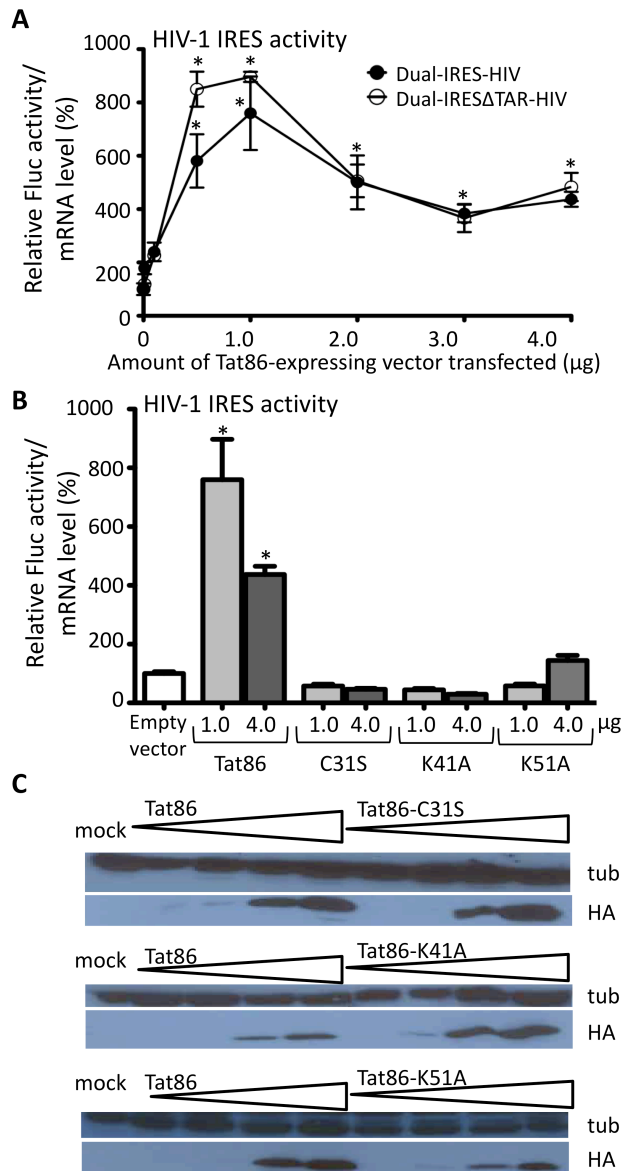 A
HIV-1 IRES activity
Relative Fluc activity/
mRNA level (%)
1000
800
600
400
200
0
Dual-IRES-HIV
Dual-IRESΔTAR-HIV
* * * * * * *
0 1.0 2.0 3.0 4.0
Amount of Tat86-expressing vector transfected (μg)
B
HIV-1 IRES activity
Relative Fluc activity/
mRNA level (%)
1000
800
600
400
200
0
* *
Empty
vector
1.0 4.0 1.0 4.0 1.0 4.0 1.0 4.0 μg
Tat86 C31S K41A K51A
C
mock Tat86 Tat86-C31S
tub
HA
mock Tat86 Tat86-K41A
tub
HA
mock Tat86 Tat86-K51A
tub
HA